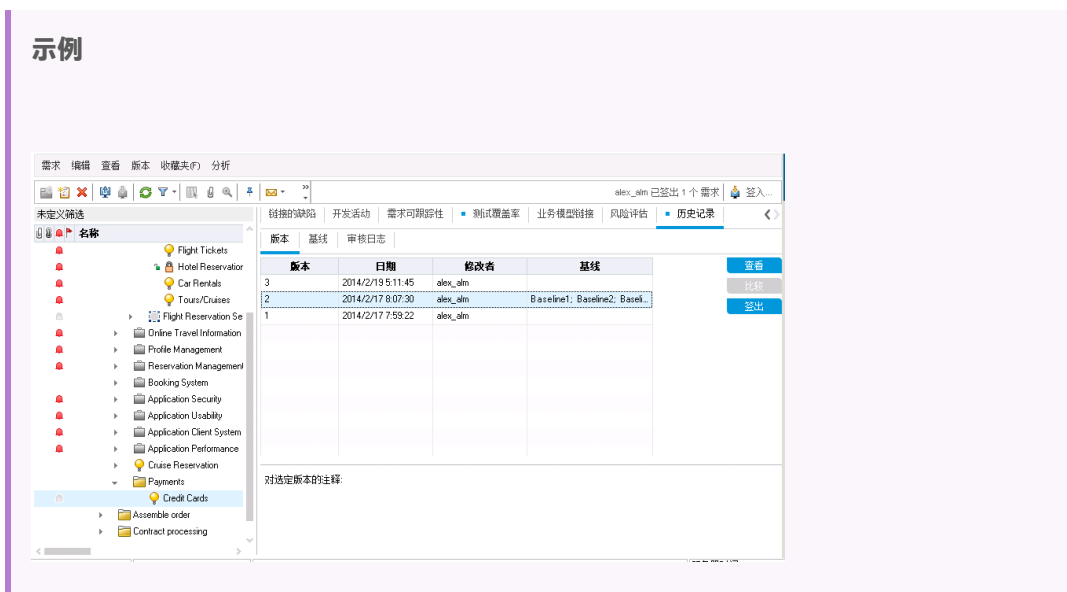 示例
需求 编辑 查看 版本 收藏夹(F) 分析
alex_alm 已签出 1 个 需求 签入...
未定义筛选
链接的缺陷 开发活动 需求可跟踪性 测试覆盖率 业务模型链接 风险评估 历史记录
名称
版本 基线 审核日志
Flight Tickets
Hotel Reservation
Car Rentals
Tours/Cruises
Flight Reservation Se
Online Travel Information
Profile Management
Reservation Management
Booking System
Application Security
Application Usability
Application Client System
Application Performance
Cruise Reservation
Payments
Credit Cards
Assemble order
Contract processing
版本 日期 修改者 基线
3 2014/2/19 5:11:45 alex_alm
2 2014/2/17 8:07:30 alex_alm Baseline1; Baseline2; Baseli...
1 2014/2/17 7:59:22 alex_alm
查看
比较
签出
对选定版本的注释: